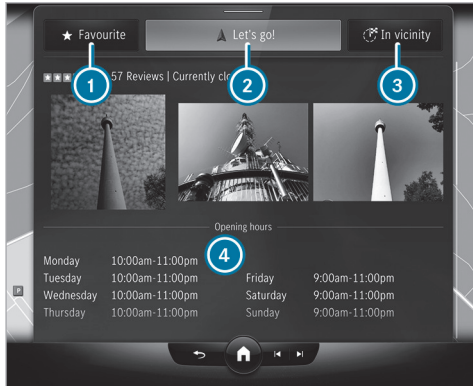 ★ Favourite
Let's go!
In vicinity
1
2
3
57 Reviews | Currently clo
Opening hours
4
Monday 10:00am-11:00pm
Tuesday 10:00am-11:00pm Friday 9:00am-11:00pm
Wednesday 10:00am-11:00pm Saturday 9:00am-11:00pm
Thursday 10:00am-11:00pm Sunday 9:00am-11:00pm
P